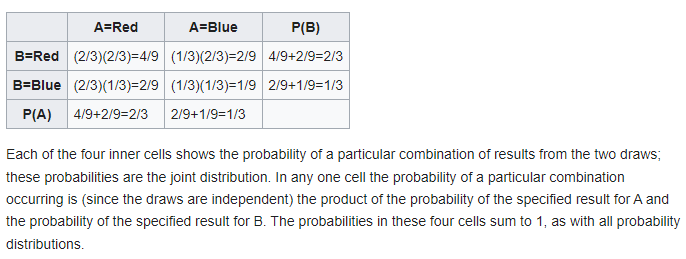 A=Red A=Blue P(B)
B=Red (2/3)(2/3)=4/9 (1/3)(2/3)=2/9 4/9+2/9=2/3
B=Blue (2/3)(1/3)=2/9 (1/3)(1/3)=1/9 2/9+1/9=1/3
P(A) 4/9+2/9=2/3 2/9+1/9=1/3
Each of the four inner cells shows the probability of a particular combination of results from the two draws;
these probabilities are the joint distribution. In any one cell the probability of a particular combination
occurring is (since the draws are independent) the product of the probability of the specified result for A and
the probability of the specified result for B. The probabilities in these four cells sum to 1, as with all probability
distributions.